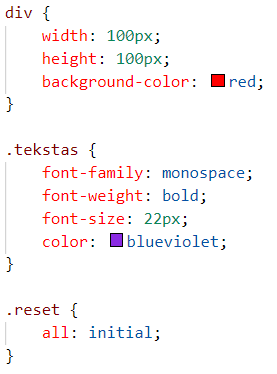 div {
    width: 100px;
    height: 100px;
    background-color: red;
}

.tekstas {
    font-family: monospace;
    font-weight: bold;
    font-size: 22px;
    color: blueviolet;
}

.reset {
    all: initial;
}